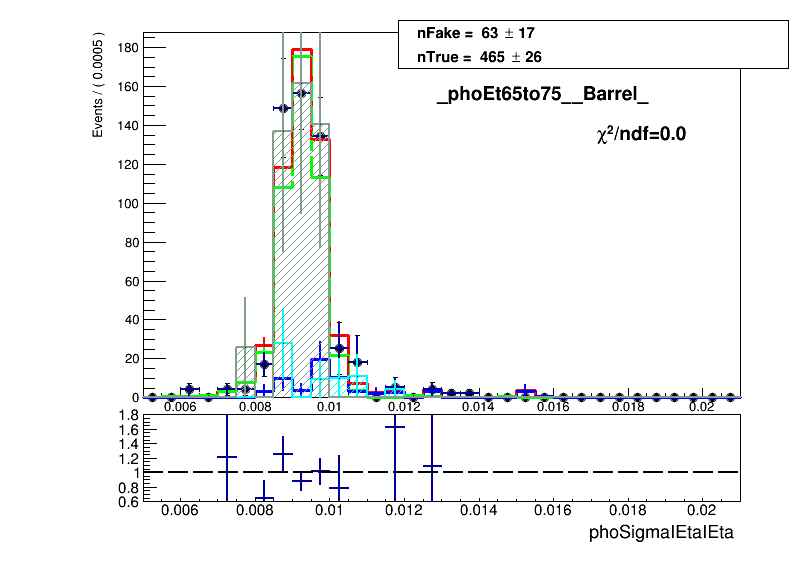 nFake = 63 ± 17
nTrue = 465 ± 26
_phoEt65to75__Barrel_
χ²/ndf=0.0
Events / ( 0.0005 )
180
160
140
120
100
80
60
40
20
0
0.006 0.008 0.01 0.012 0.014 0.016 0.018 0.02
1.8
1.6
1.4
1.2
1
0.8
0.6
0.006 0.008 0.01 0.012 0.014 0.016 0.018 0.02
phoSigmaIEtaIEta